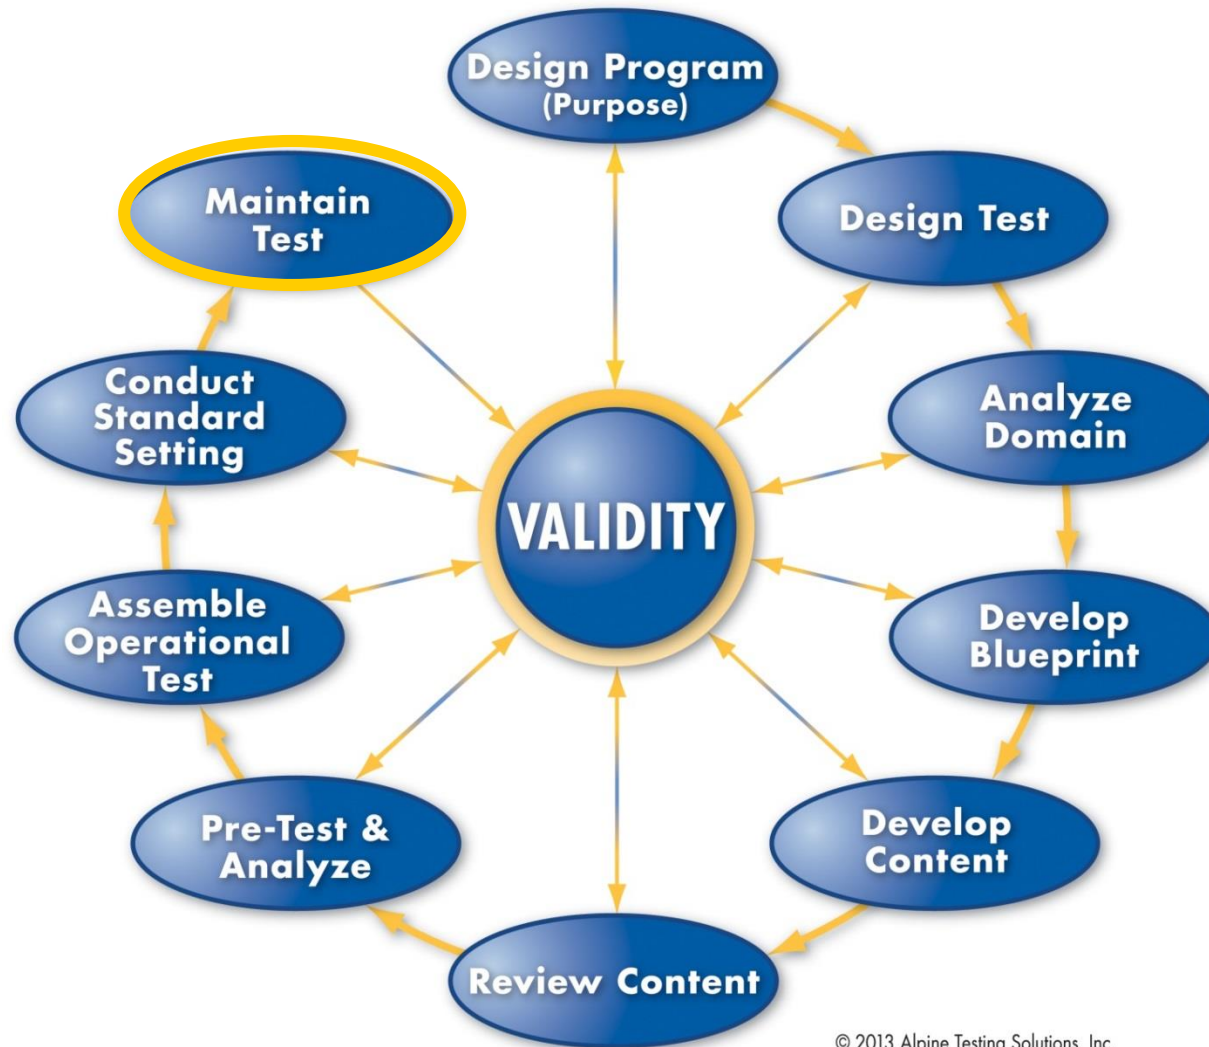 Design Program
(Purpose)
Design Test
Analyze
Domain
Develop
Blueprint
Develop
Content
Review Content
Pre-Test &
Analyze
Assemble
Operational
Test
Conduct
Standard
Setting
Maintain
Test
VALIDITY
© 2013 Alpine Testing Solutions, Inc